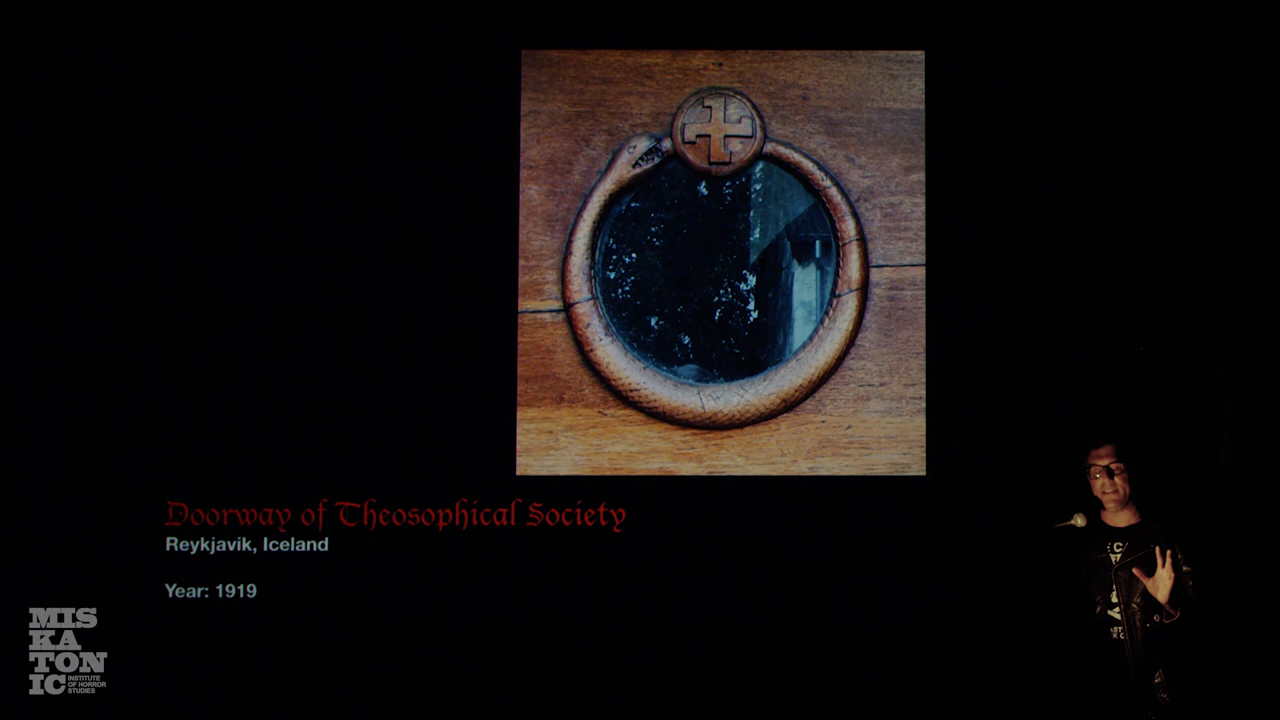 Doorway of Theosophical Society
Reykjavik, Iceland
Year: 1919
MIS
KA
TON
IC
INSTITUTE
OF HORROR
STUDIES